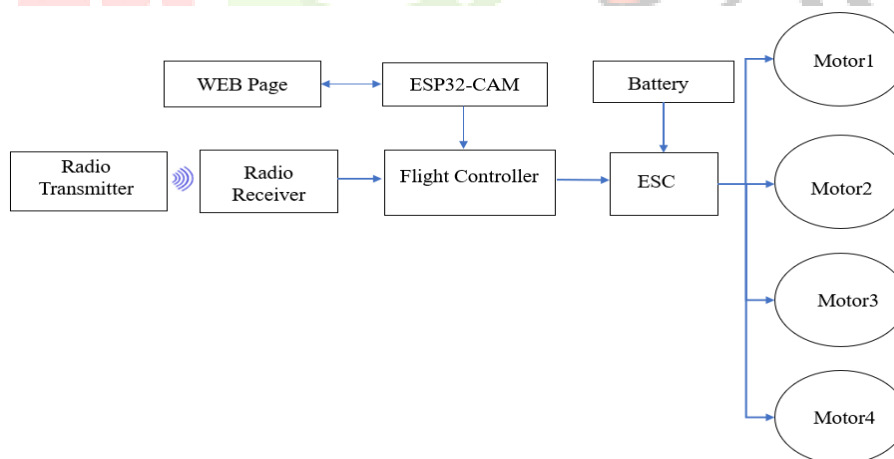 Motor1
WEB Page
ESP32-CAM
Battery
Radio
Transmitter
Radio
Receiver
Flight Controller
ESC
Motor2
Motor3
Motor4